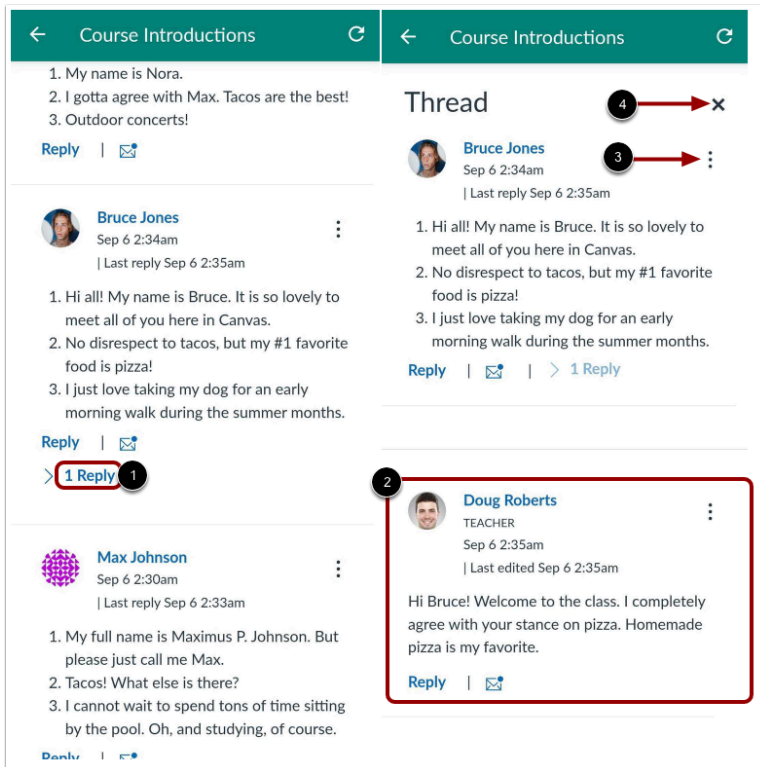 Course Introductions
1. My name is Nora.
2. I gotta agree with Max. Tacos are the best!
3. Outdoor concerts!
Reply |
Bruce Jones
Sep 6 2:34am
| Last reply Sep 6 2:35am
1. Hi all! My name is Bruce. It is so lovely to
meet all of you here in Canvas.
2. No disrespect to tacos, but my #1 favorite
food is pizza!
3. I just love taking my dog for an early
morning walk during the summer months.
Reply |
1 Reply 1
Max Johnson
Sep 6 2:30am
| Last reply Sep 6 2:33am
1. My full name is Maximus P. Johnson. But
please just call me Max.
2. Tacos! What else is there?
3. I cannot wait to spend tons of time sitting
by the pool. Oh, and studying, of course.
Reply |
Course Introductions
Thread 4
Bruce Jones 3
Sep 6 2:34am
| Last reply Sep 6 2:35am
1. Hi all! My name is Bruce. It is so lovely to
meet all of you here in Canvas.
2. No disrespect to tacos, but my #1 favorite
food is pizza!
3. I just love taking my dog for an early
morning walk during the summer months.
Reply | | 1 Reply
2
Doug Roberts
TEACHER
Sep 6 2:35am
| Last edited Sep 6 2:35am
Hi Bruce! Welcome to the class. I completely
agree with your stance on pizza. Homemade
pizza is my favorite.
Reply |